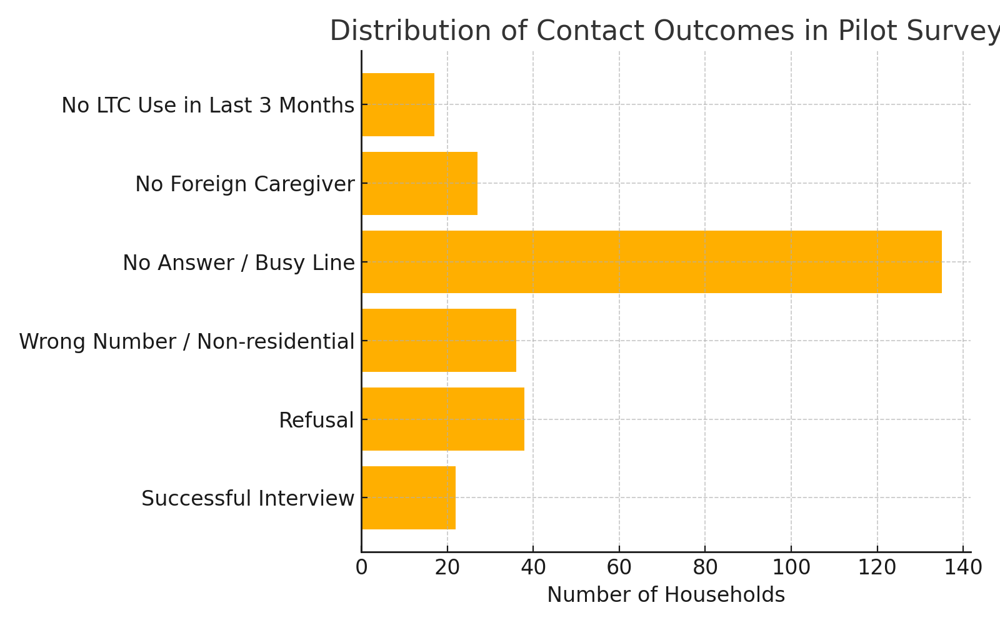 Distribution of Contact Outcomes in Pilot Survey
No LTC Use in Last 3 Months
No Foreign Caregiver
No Answer / Busy Line
Wrong Number / Non-residential
Refusal
Successful Interview
0 20 40 60 80 100 120 140
Number of Households